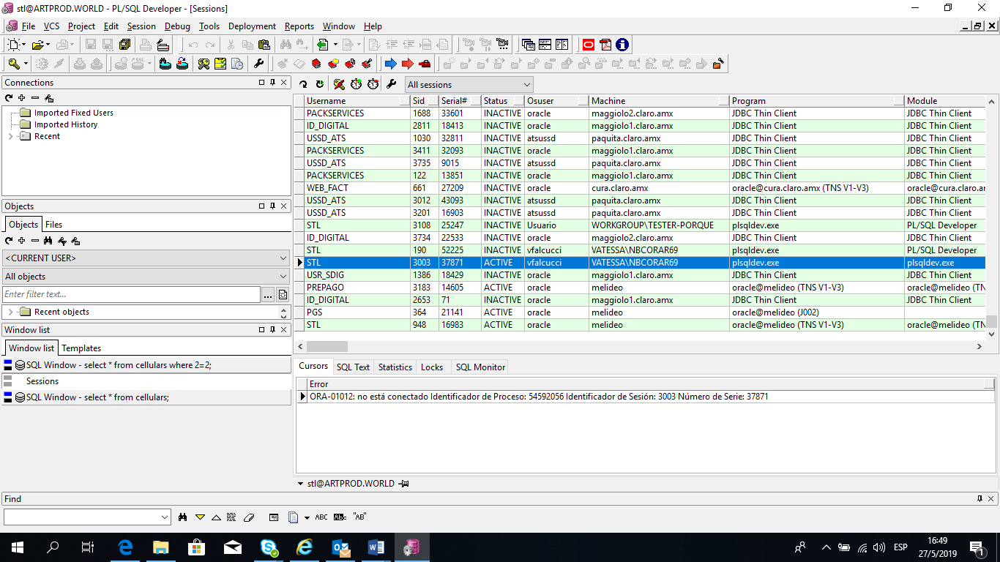 stl@ARTPROD.WORLD - PL/SQL Developer - [Sessions]
File VCS Project Edit Session Debug Tools Deployment Reports Window Help
Connections
Imported Fixed Users
Imported History
Recent
Objects
Objects Files
<CURRENT USER>
All objects
Enter filter text...
Recent objects
Window list
Window list Templates
SQL Window - select * from cellulars where 2=2;
Sessions
SQL Window - select * from cellulars;
All sessions
Username Sid Serial# Status Osuser Machine Program Module
PACKSERVICES 1688 33601 INACTIVE oracle maggiolo2.claro.amx JDBC Thin Client JDBC Thin Client
ID_DIGITAL 2811 18413 INACTIVE oracle maggiolo1.claro.amx JDBC Thin Client JDBC Thin Client
USSD_ATS 1030 32811 INACTIVE atsussd paquita.claro.amx JDBC Thin Client JDBC Thin Client
PACKSERVICES 3411 32093 INACTIVE oracle maggiolo1.claro.amx JDBC Thin Client JDBC Thin Client
USSD_ATS 3735 9015 INACTIVE atsussd paquita.claro.amx JDBC Thin Client JDBC Thin Client
PACKSERVICES 122 13851 INACTIVE oracle maggiolo1.claro.amx JDBC Thin Client JDBC Thin Client
WEB_FACT 661 27209 INACTIVE oracle cura.claro.amx oracle@cura.claro.amx (TNS V1-V3) oracle@cura.claro.ar
USSD_ATS 3012 43093 INACTIVE atsussd paquita.claro.amx JDBC Thin Client JDBC Thin Client
USSD_ATS 3201 16903 INACTIVE atsussd paquita.claro.amx JDBC Thin Client JDBC Thin Client
STL 3108 25247 INACTIVE Usuario WORKGROUP\TESTER-PORQUE plsqldev.exe PL/SQL Developer
ID_DIGITAL 3734 22533 INACTIVE oracle maggiolo2.claro.amx JDBC Thin Client JDBC Thin Client
STL 190 52225 INACTIVE vfalcucci VATESSA\NBCORAR69 plsqldev.exe PL/SQL Developer
STL 3003 37871 ACTIVE vfalcucci VATESSA\NBCORAR69 plsqldev.exe plsqldev.exe
USR_SDIG 1386 18429 INACTIVE oracle maggiolo1.claro.amx JDBC Thin Client JDBC Thin Client
PREPAGO 3183 14605 ACTIVE oracle melideo oracle@melideo (TNS V1-V3) oracle@melideo (TN
ID_DIGITAL 2653 71 INACTIVE oracle maggiolo1.claro.amx JDBC Thin Client JDBC Thin Client
PGS 364 21141 ACTIVE oracle melideo oracle@melideo (J002)
STL 948 16983 ACTIVE oracle melideo oracle@melideo (TNS V1-V3) oracle@melideo (TN
Cursors SQL Text Statistics Locks SQL Monitor
Error
ORA-01012: no está conectado Identificador de Proceso: 54592056 Identificador de Sesión: 3003 Número de Serie: 37871
stl@ARTPROD.WORLD
Find
ABC "AB"
ESP
16:49
27/5/2019
1